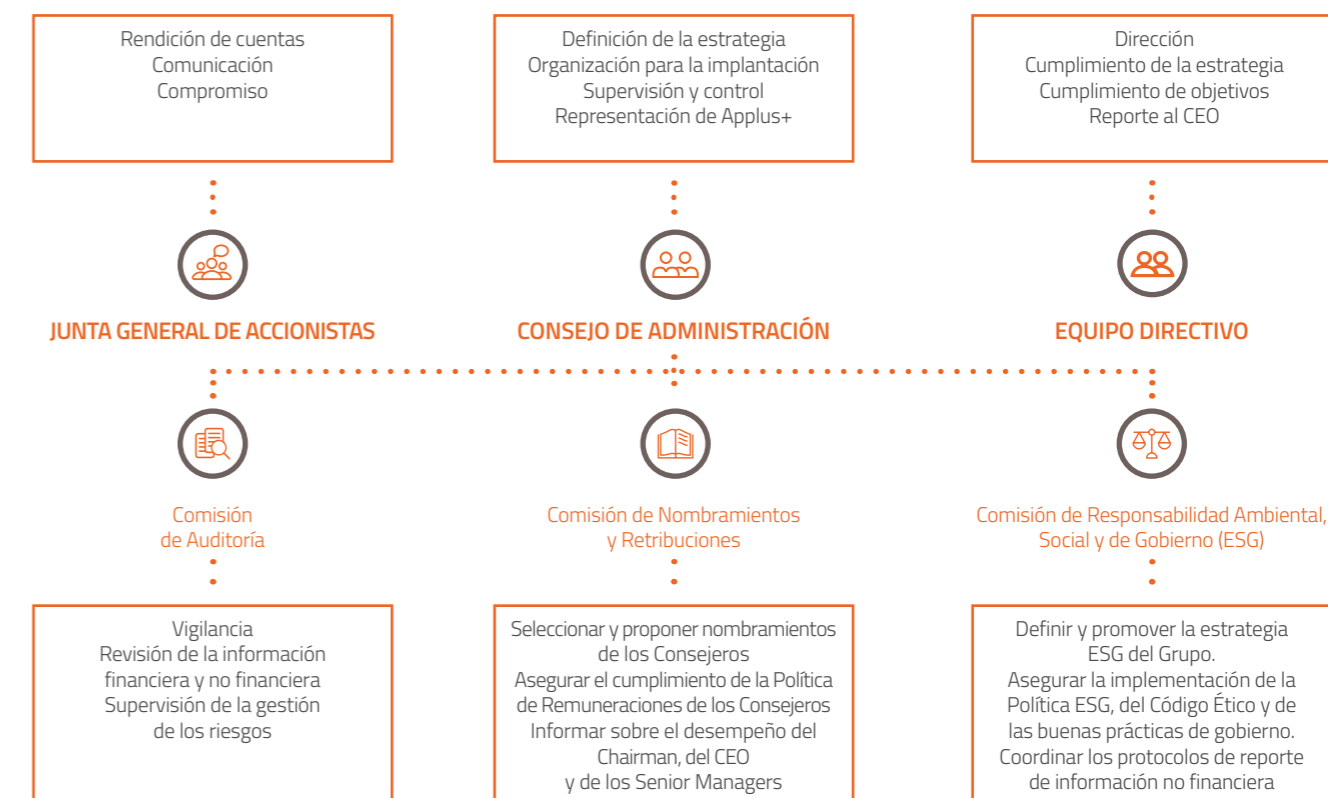 Rendición de cuentas
Comunicación
Compromiso
Definición de la estrategia
Organización para la implantación
Supervisión y control
Representación de Applus+
Dirección
Cumplimiento de la estrategia
Cumplimiento de objetivos
Reporte al CEO
JUNTA GENERAL DE ACCIONISTAS
CONSEJO DE ADMINISTRACIÓN
EQUIPO DIRECTIVO
Comisión
de Auditoría
Comisión de Nombramientos
y Retribuciones
Comisión de Responsabilidad Ambiental,
Social y de Gobierno (ESG)
Vigilancia
Revisión de la información
financiera y no financiera
Supervisión de la gestión
de los riesgos
Seleccionar y proponer nombramientos
de los Consejeros
Asegurar el cumplimiento de la Política
de Remuneraciones de los Consejeros
Informar sobre el desempeño del
Chairman, del CEO
y de los Senior Managers
Definir y promover la estrategia
ESG del Grupo.
Asegurar la implementación de la
Política ESG, del Código Ético y de
las buenas prácticas de gobierno.
Coordinar los protocolos de reporte
de información no financiera